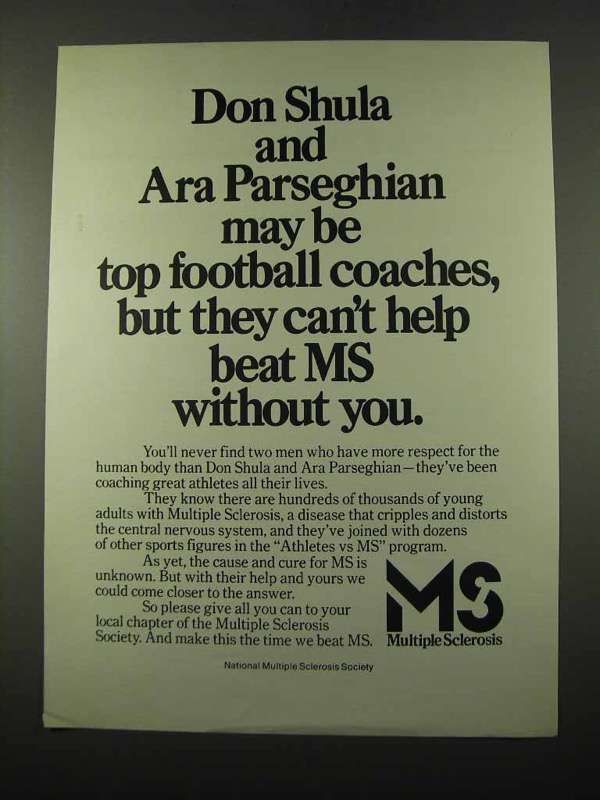 Don Shula
and
Ara Parseghian
may be
top football coaches,
but they can't help
beat MS
without you.
You'll never find two men who have more respect for the
human body than Don Shula and Ara Parseghian—they've been
coaching great athletes all their lives.
They know there are hundreds of thousands of young
adults with Multiple Sclerosis, a disease that cripples and distorts
the central nervous system, and they've joined with dozens
of other sports figures in the "Athletes vs MS" program.
As yet, the cause and cure for MS is
unknown. But with their help and yours we
could come closer to the answer.
So please give all you can to your
local chapter of the Multiple Sclerosis
Society. And make this the time we beat MS.
MS
Multiple Sclerosis
National Multiple Sclerosis Society